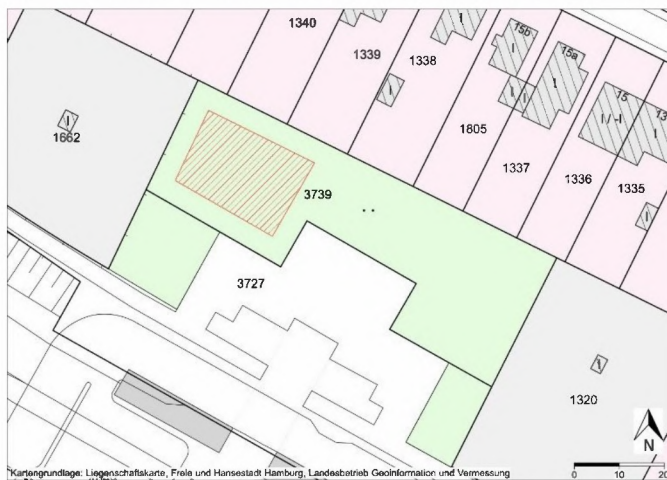 1340
1339
1338
15b
I
15a
I
I
I
I
15
I / -I
13
1805
1337
1336
1335
I
I
1662
3739
3727
I
1320
N
0 10 20
Kartengrundlage: Liegenschaftskarte, Freie und Hansestadt Hamburg, Landesbetrieb Geoinformation und Vermessung